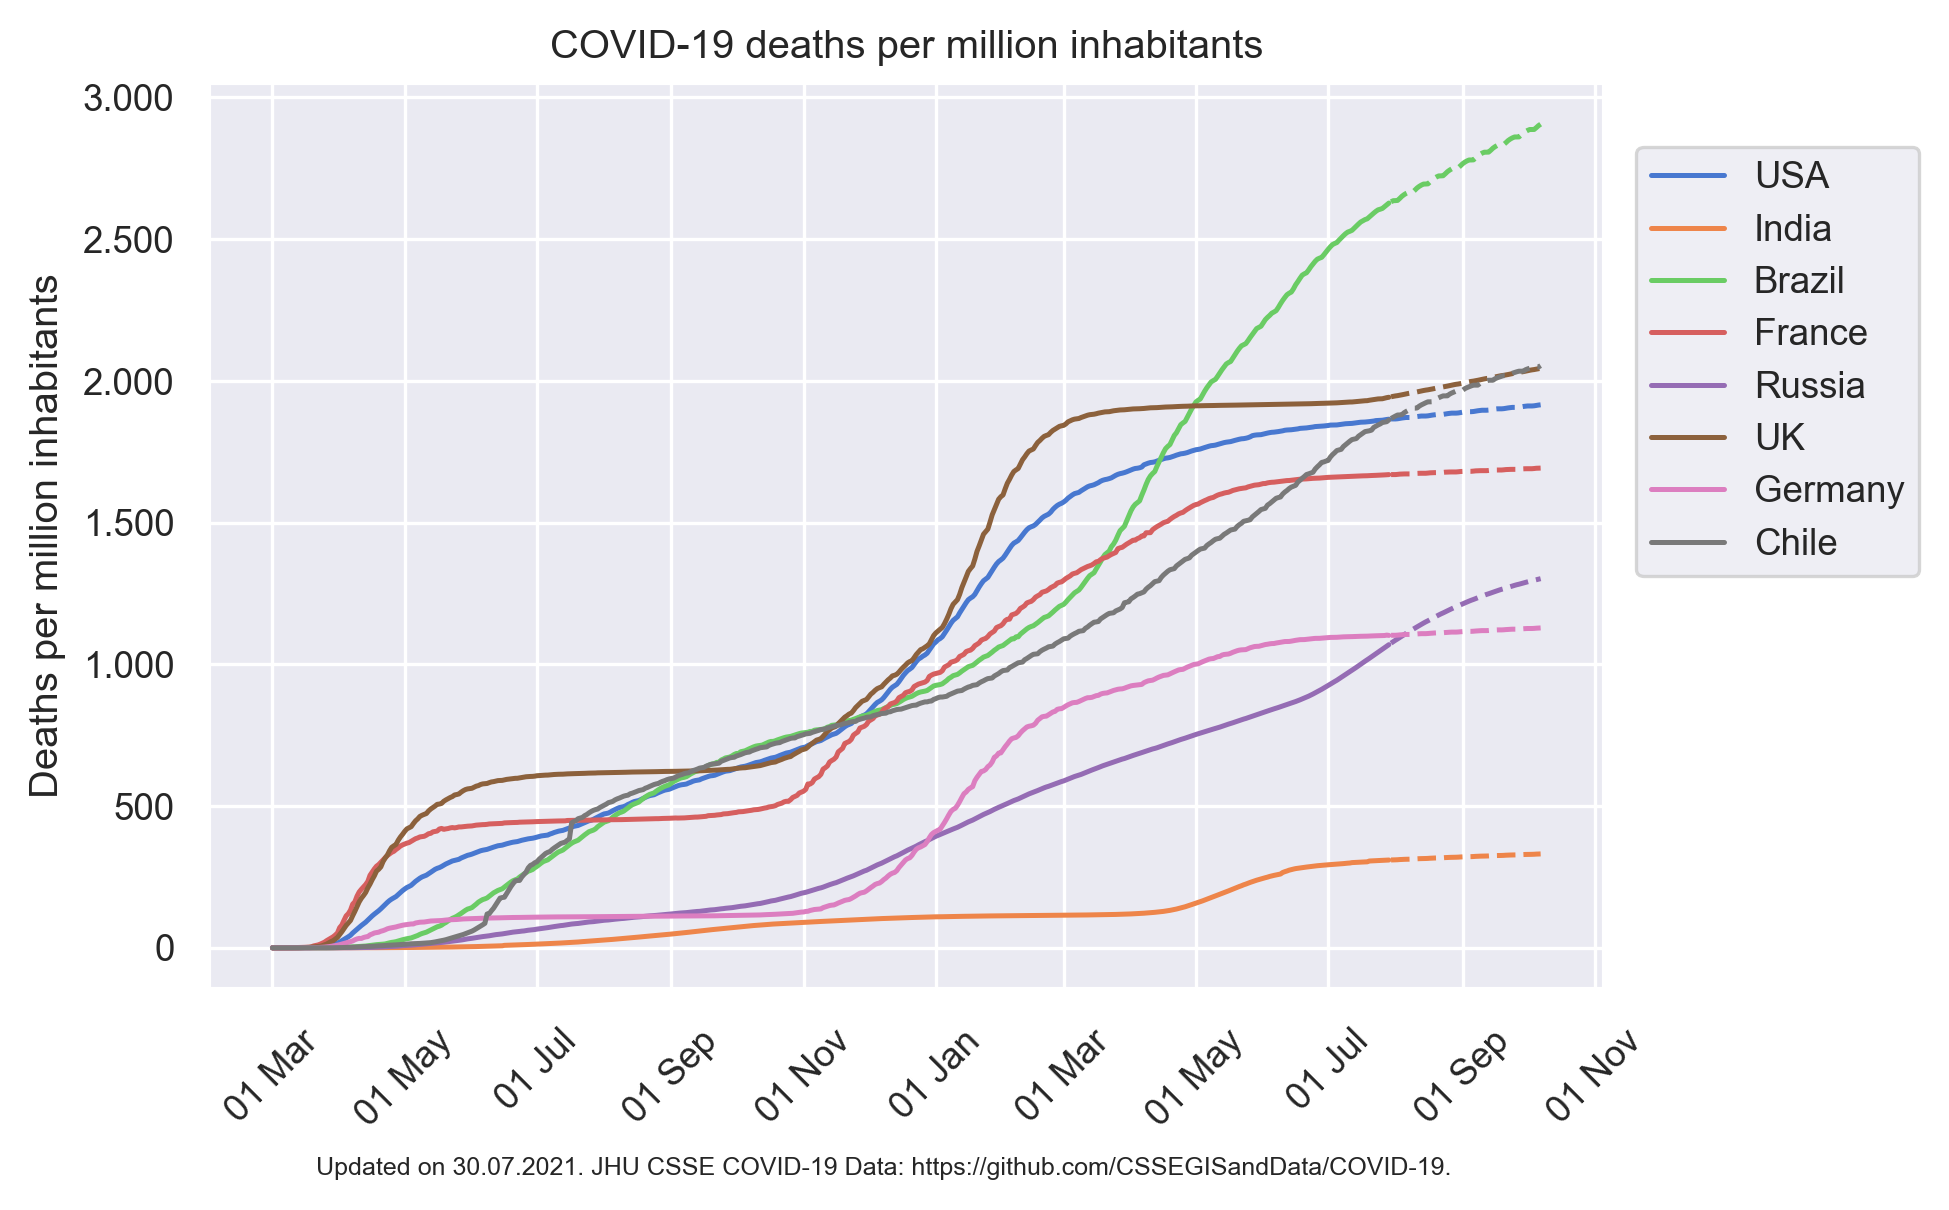 COVID-19 deaths per million inhabitants
3.000
2.500
2.000
1.500
1.000
500
0
Deaths per million inhabitants
USA
India
Brazil
France
Russia
UK
Germany
Chile
01 Mar
01 May
01 Jul
01 Sep
01 Nov
01 Jan
01 Mar
01 May
01 Jul
01 Sep
01 Nov
Updated on 30.07.2021. JHU CSSE COVID-19 Data: https://github.com/CSSEGISandData/COVID-19.